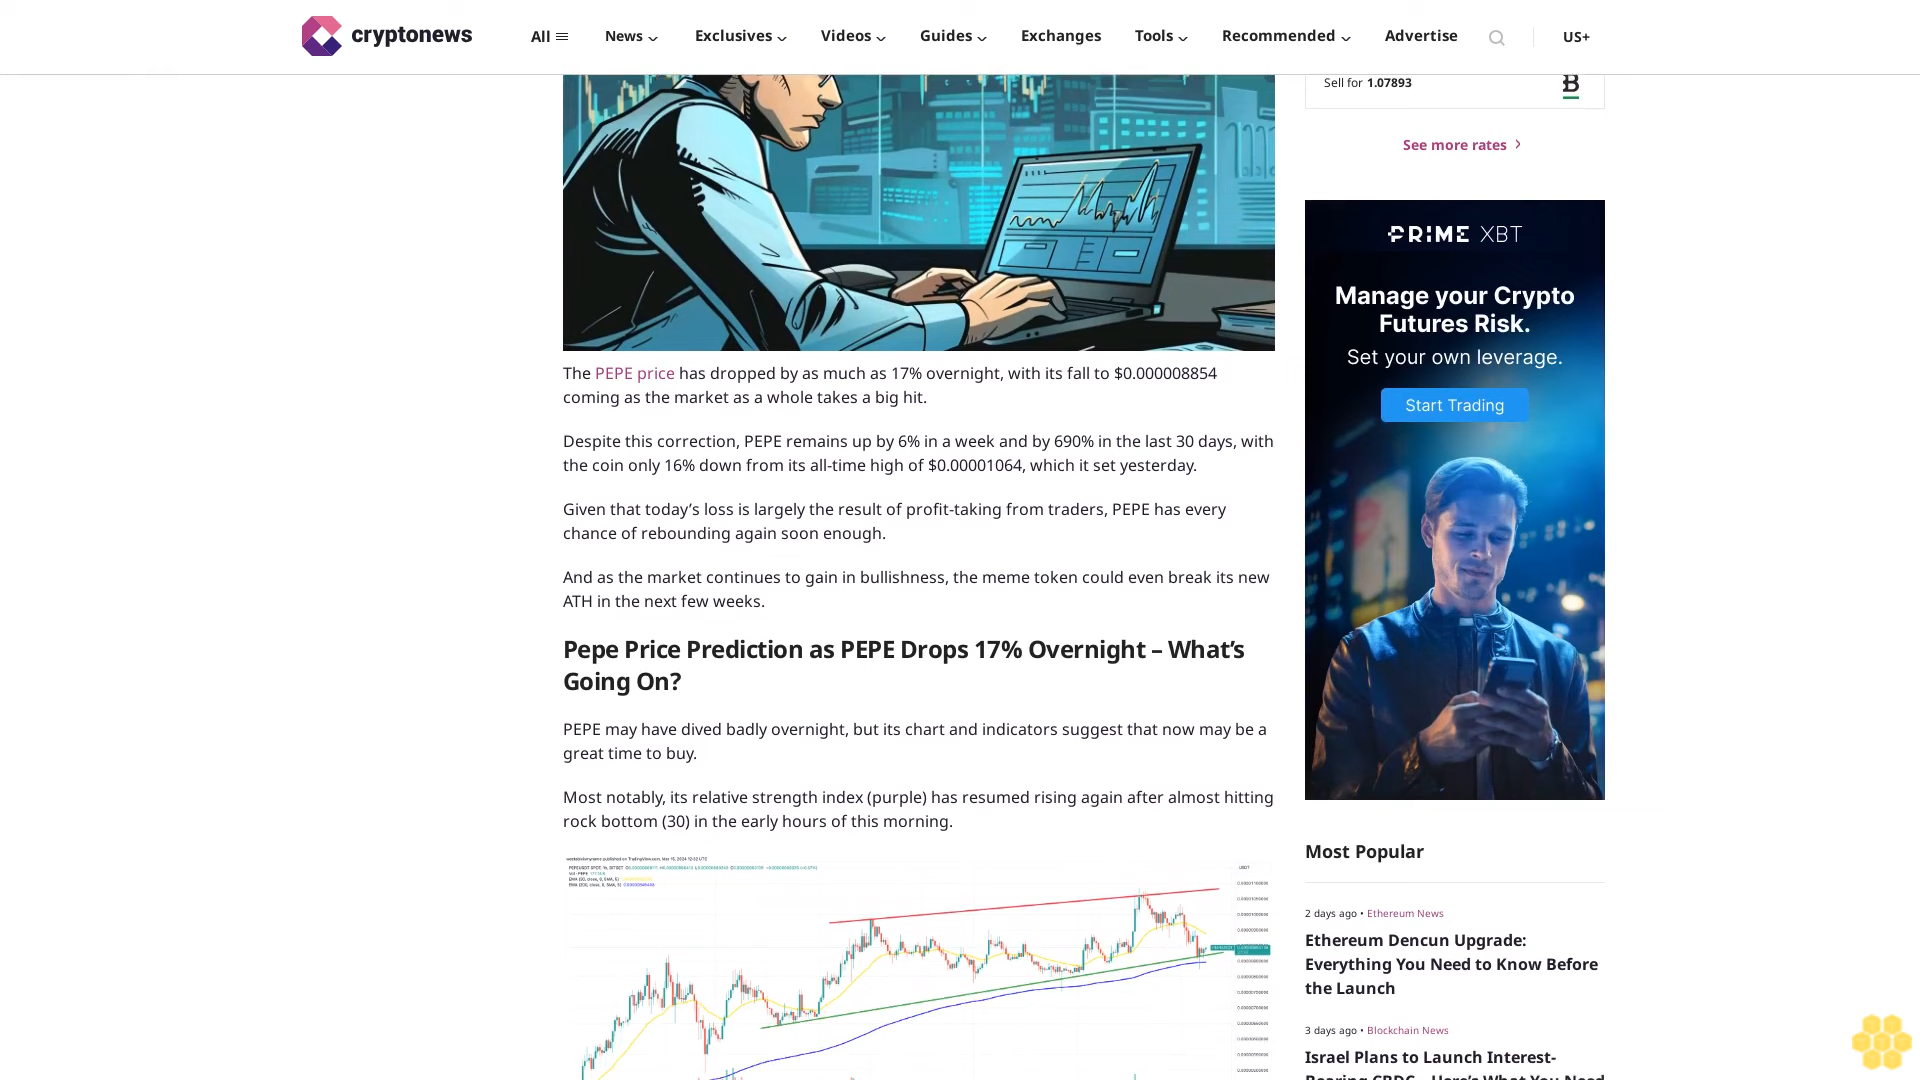 cryptonews
All
News
Exclusives
Videos
Guides
Exchanges
Tools
Recommended
Advertise
US+
Sell for 1.07893
See more rates
PRIME XBT
Manage your Crypto
Futures Risk.
Set your own leverage.
Start Trading
The PEPE price has dropped by as much as 17% overnight, with its fall to $0.000008854
coming as the market as a whole takes a big hit.
Despite this correction, PEPE remains up by 6% in a week and by 690% in the last 30 days, with
the coin only 16% down from its all-time high of $0.00001064, which it set yesterday.
Given that today’s loss is largely the result of profit-taking from traders, PEPE has every
chance of rebounding again soon enough.
And as the market continues to gain in bullishness, the meme token could even break its new
ATH in the next few weeks.
Pepe Price Prediction as PEPE Drops 17% Overnight – What’s
Going On?
PEPE may have dived badly overnight, but its chart and indicators suggest that now may be a
great time to buy.
Most notably, its relative strength index (purple) has resumed rising again after almost hitting
rock bottom (30) in the early hours of this morning.
Most Popular
2 days ago • Ethereum News
Ethereum Dencun Upgrade:
Everything You Need to Know Before
the Launch
3 days ago • Blockchain News
Israel Plans to Launch Interest-
Bearing CBDC – Here’s What You Need